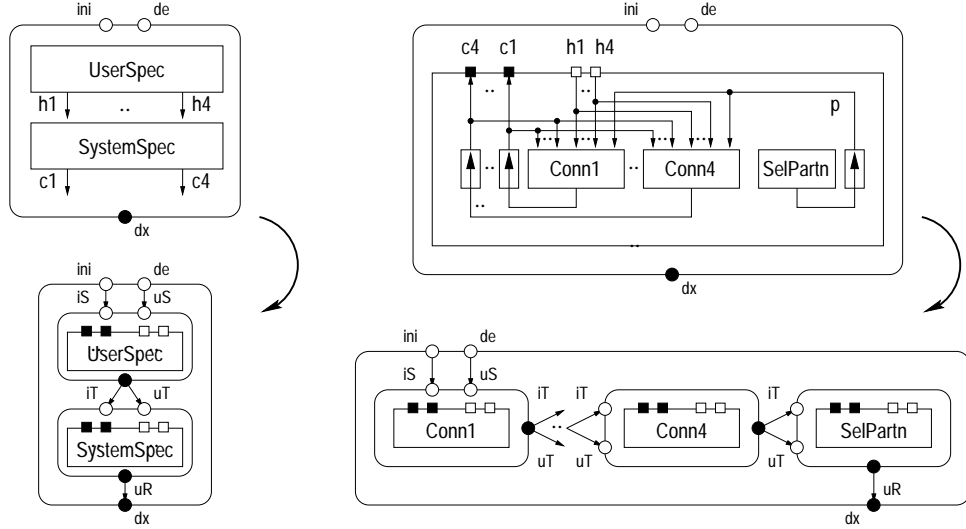 ini de
UserSpec
h1 .. h4
SystemSpec
c1 c4
dx
ini de
iS uS
UserSpec
iT uT
SystemSpec
uR
dx
ini de
c4 c1 h1 h4
.. ..
p
... ... ... ...
.. .. Conn1 .. Conn4 SelPartn
..
..
dx
ini de
iS uS
iT iT iT
Conn1 .. Conn4 SelPartn
uT uT uT
uR
dx